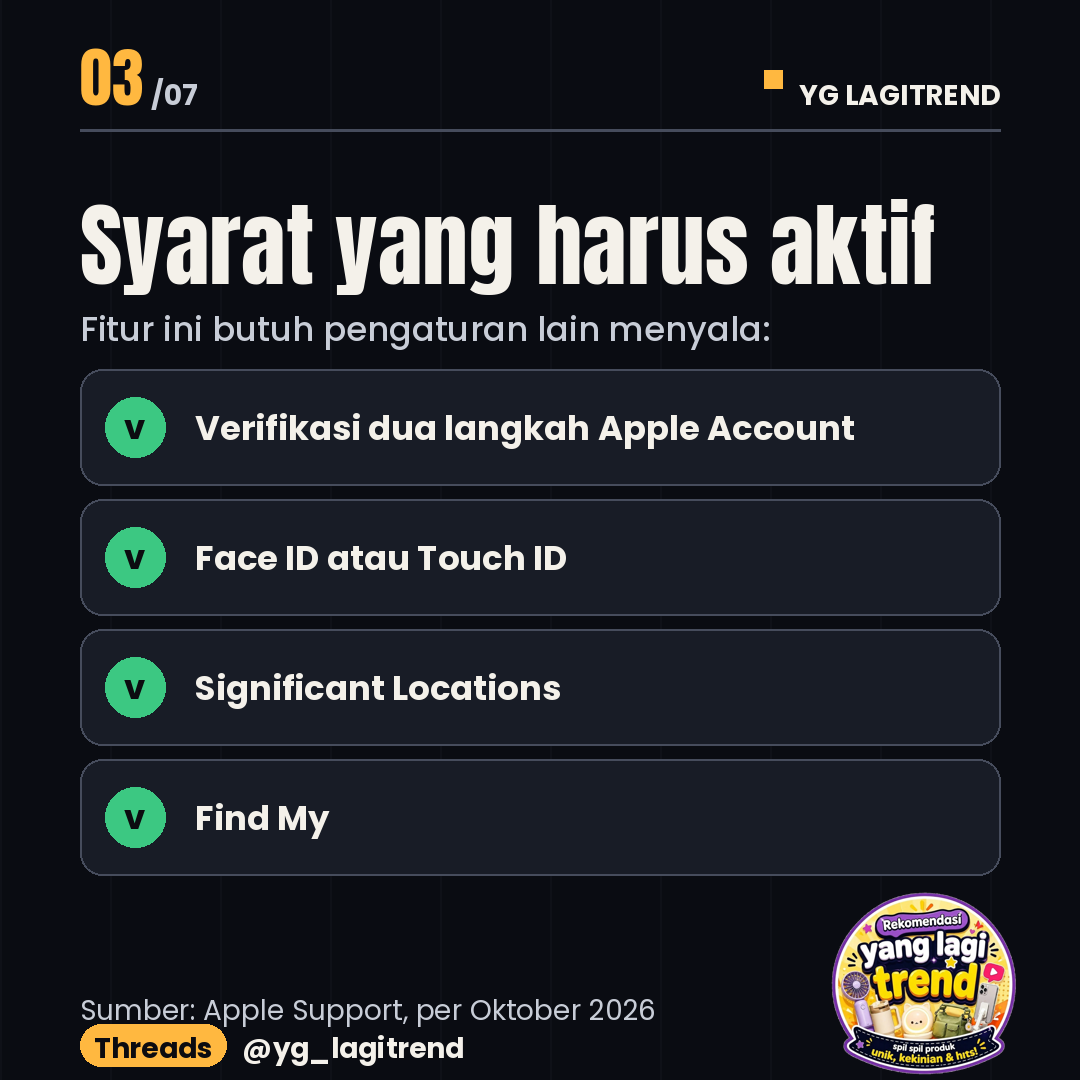 03 /07
YG LAGITREND
Syarat yang harus aktif
Fitur ini butuh pengaturan lain menyala:
v Verifikasi dua langkah Apple Account
v Face ID atau Touch ID
v Significant Locations
v Find My
Sumber: Apple Support, per Oktober 2026
Threads @yg_lagitrend
Rekomendasi
yang lagi
trend
spil spil produk
unik, kekinian & hits!